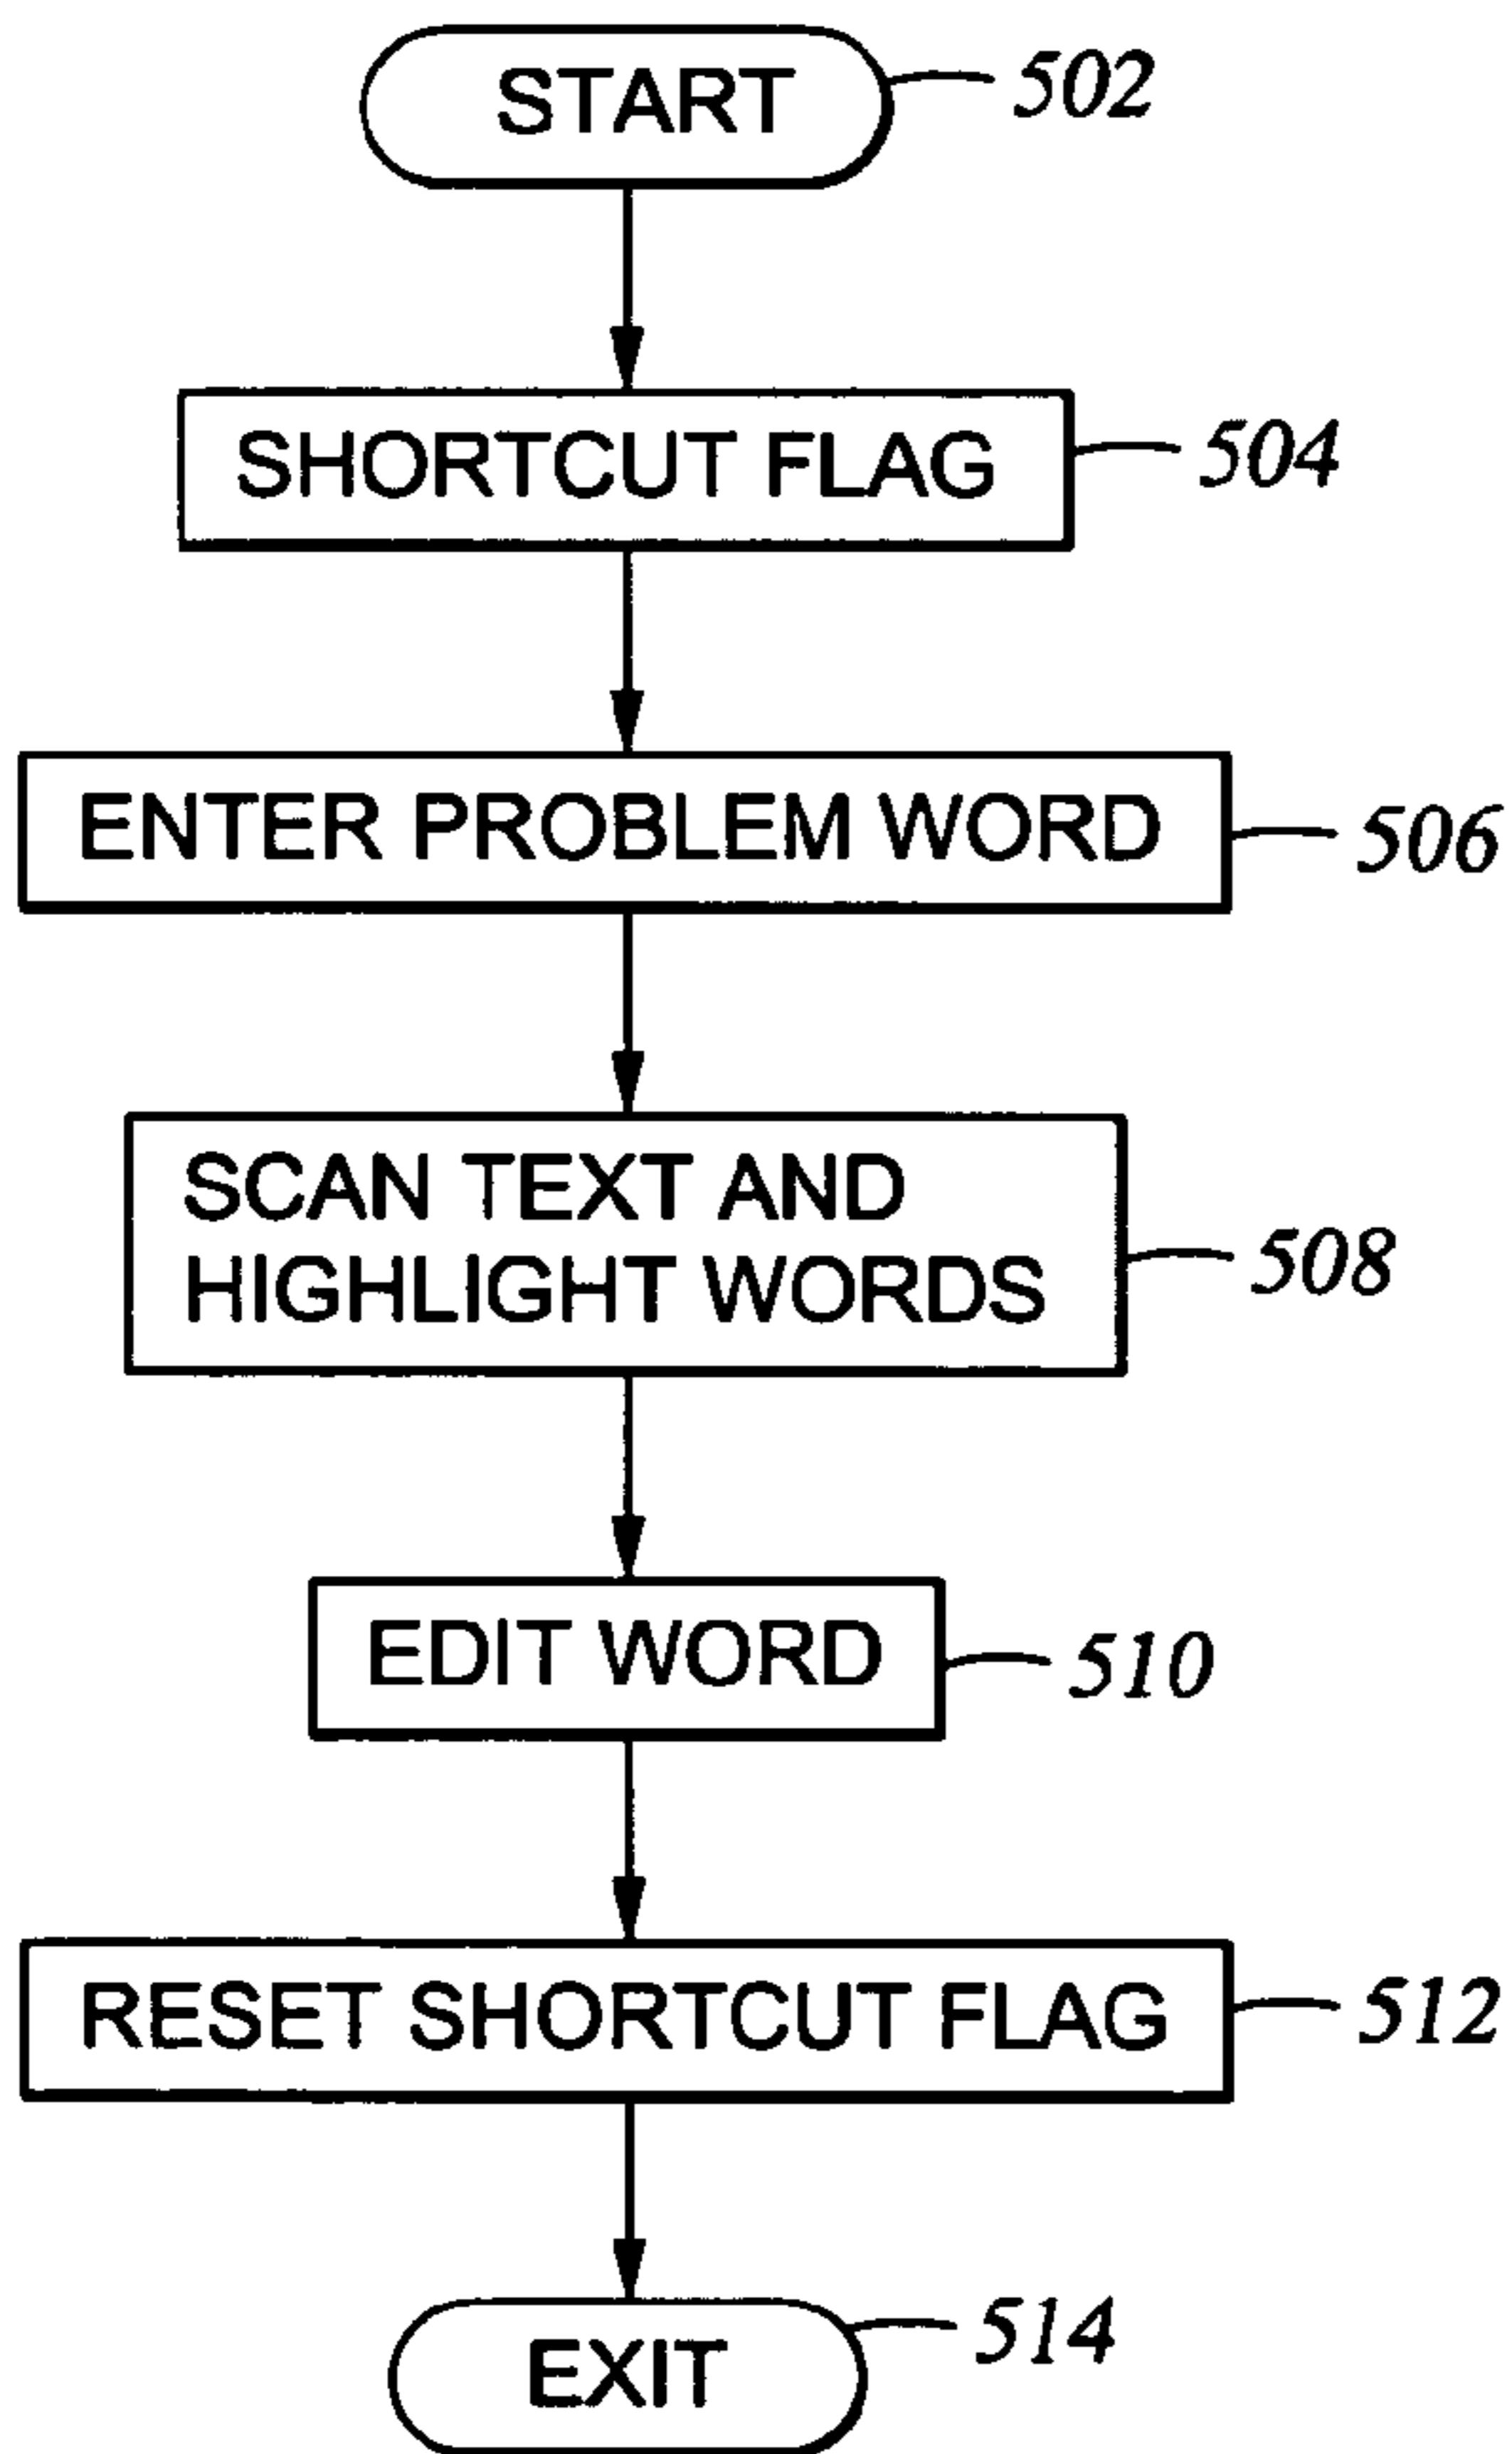 START
502
SHORTCUT FLAG
504
ENTER PROBLEM WORD
506
SCAN TEXT AND
HIGHLIGHT WORDS
508
EDIT WORD
510
RESET SHORTCUT FLAG
512
EXIT
514